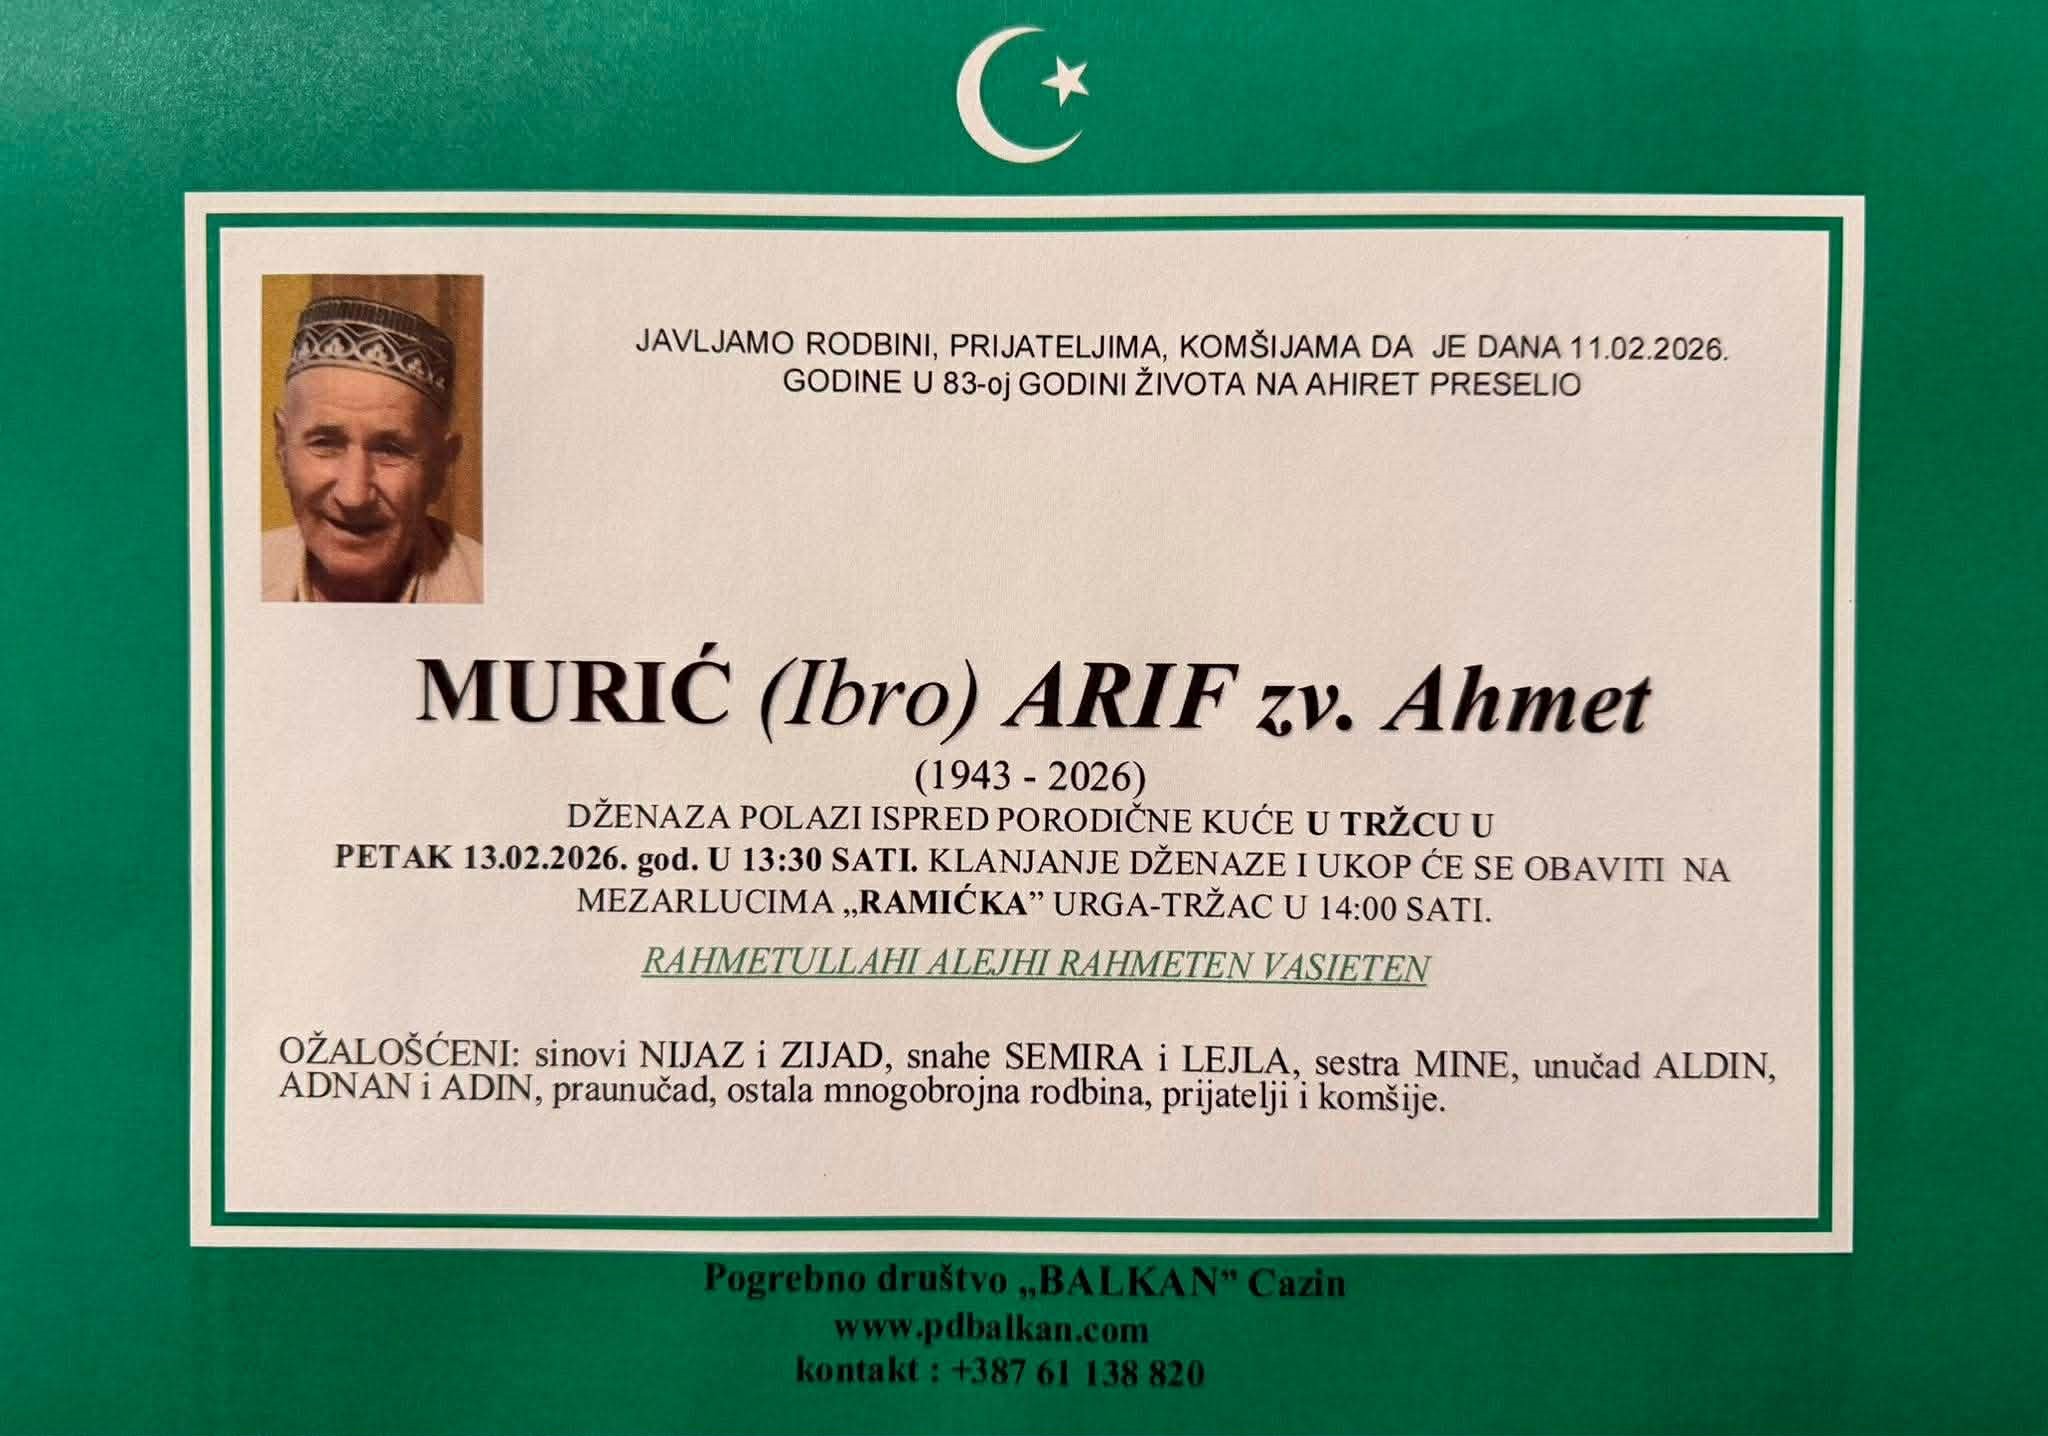 JAVLJAMO RODBINI, PRIJATELJIMA, KOMŠIJAMA DA JE DANA 11.02.2026.
GODINE U 83-oj GODINI ŽIVOTA NA AHIRET PRESELIO
MURIĆ (Ibro) ARIF zv. Ahmet
(1943 - 2026)
DŽENAZA POLAZI ISPRED PORODIČNE KUĆE U TRŽCU U
PETAK 13.02.2026. god. U 13:30 SATI. KLANJANJE DŽENAZE I UKOP ĆE SE OBAVITI NA
MEZARLUCIMA „RAMIĆKA” URGA-TRŽAC U 14:00 SATI.
RAHMETULLAHI ALEJHI RAHMETEN VASIETEN
OŽALOŠĆENI: sinovi NIJAZ i ZIJAD, snahe SEMIRA i LEJLA, sestra MINE, unučad ALDIN,
ADNAN i ADIN, praunučad, ostala mnogobrojna rodbina, prijatelji i komšije.
Pogrebno društvo „BALKAN” Cazin
www.pdbalkan.com
kontakt : +387 61 138 820